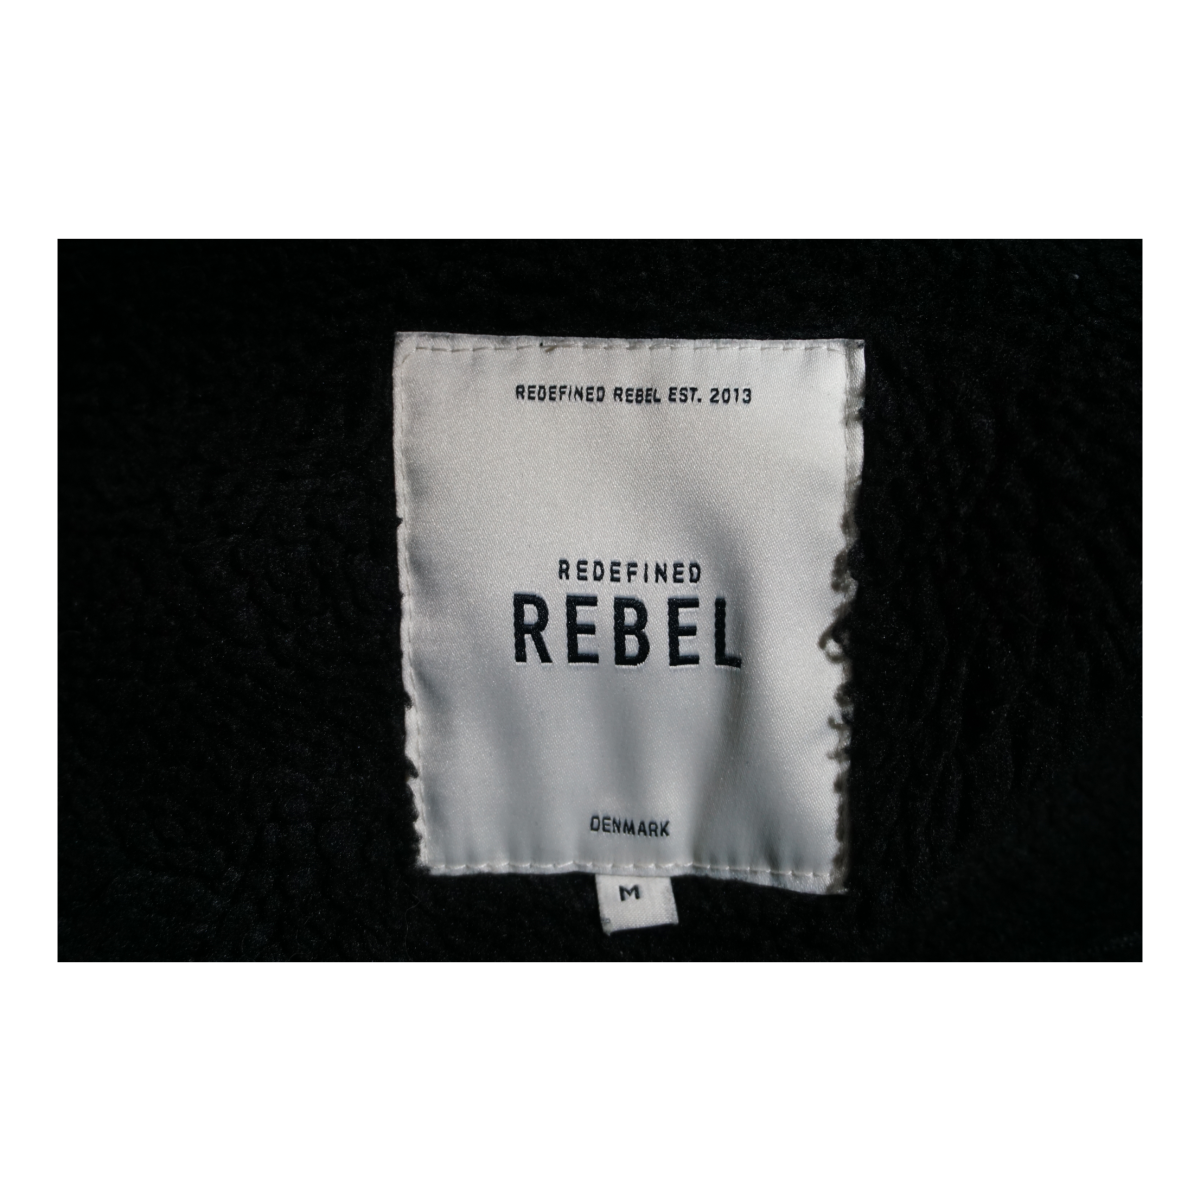 REDEFINED REBEL EST. 2013
REDEFINED
REBEL
DENMARK
M